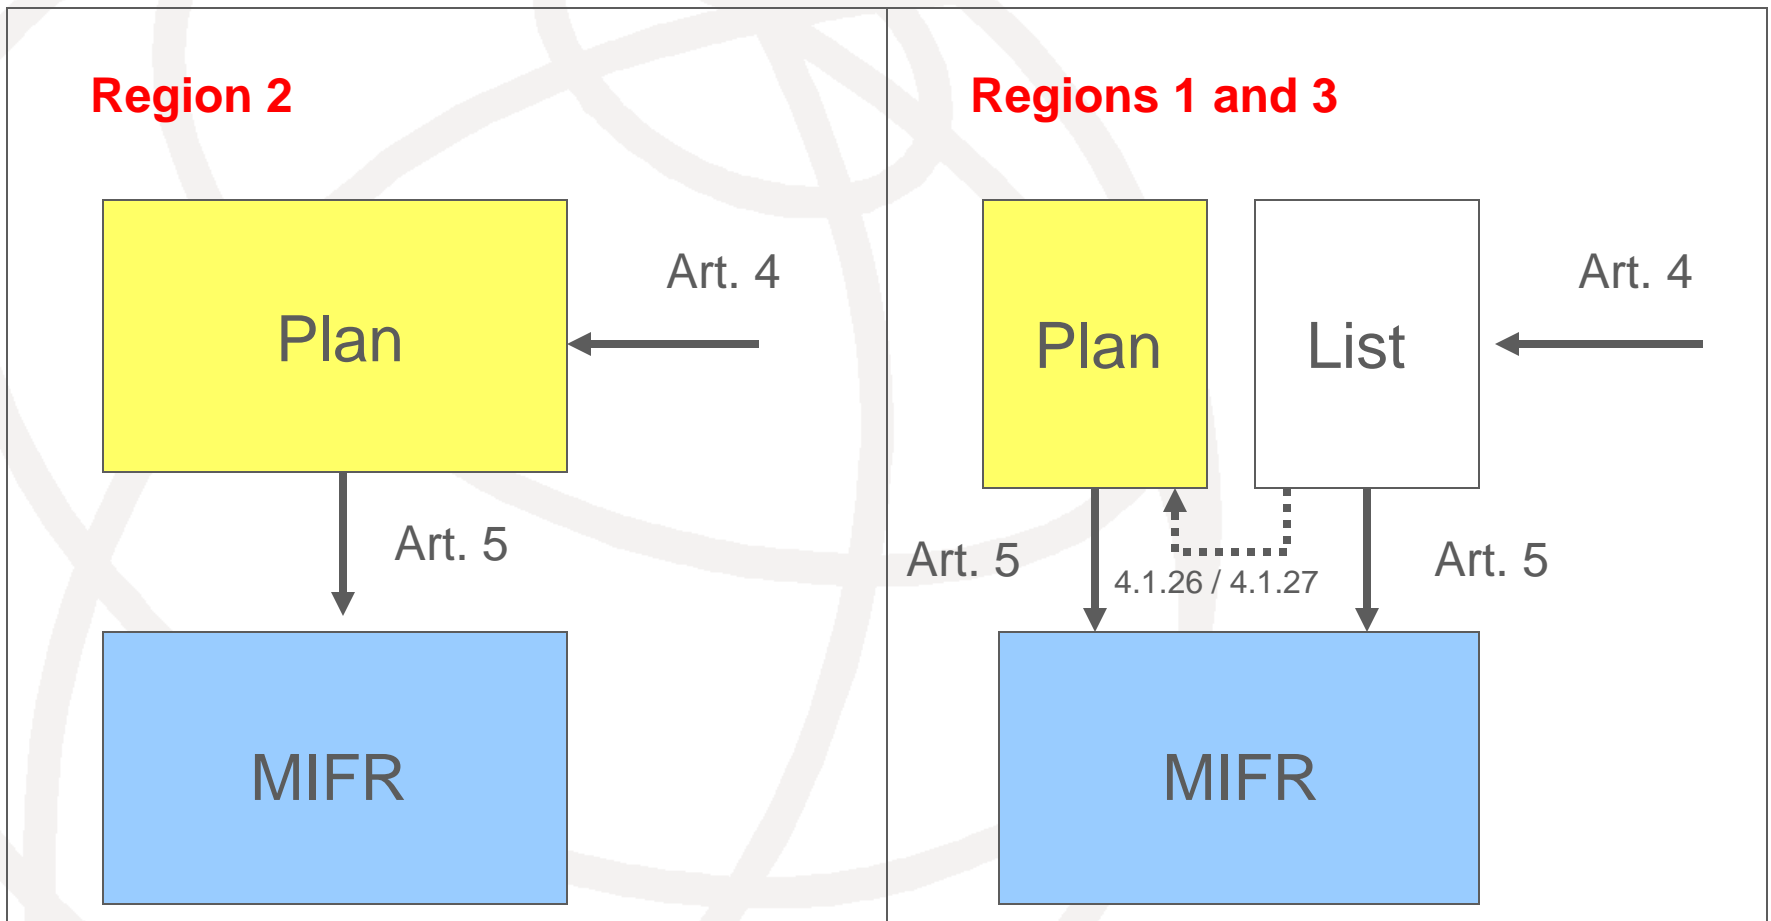 Region 2
Art. 4
Plan
Art. 5
MIFR
Regions 1 and 3
Art. 4
Plan
List
Art. 5
4.1.26 / 4.1.27
Art. 5
MIFR